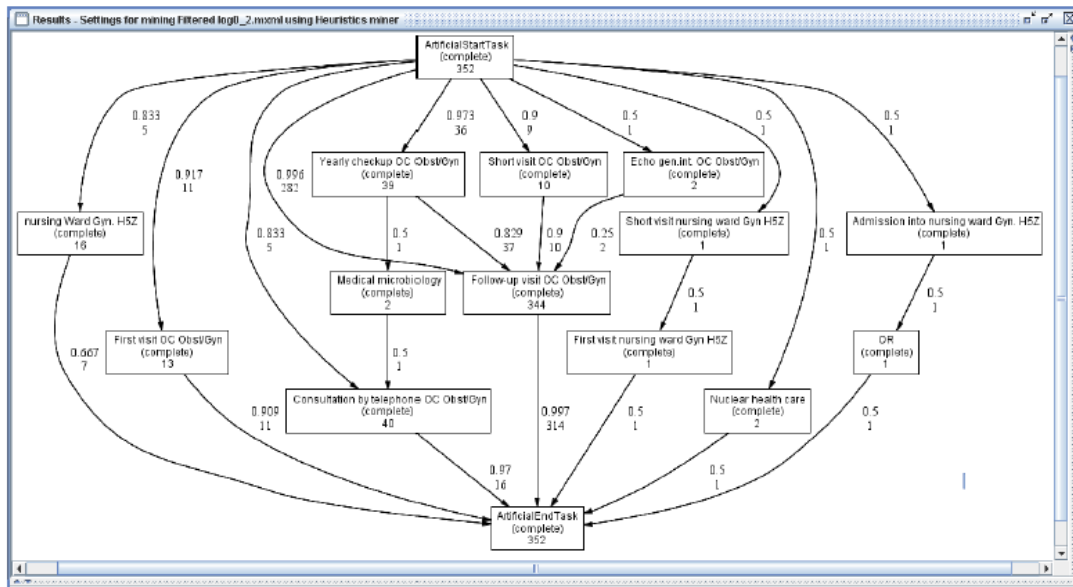 Results - Settings for mining Filtered log0_2.mxml using Heuristics miner
ArtificialStartTask
(complete)
352
0.833
5
0.917
11
0.833
5
0.996
282
0.973
36
0.9
9
0.5
1
0.5
1
0.5
1
0.5
1
Yearly checkup OC Obst/Gyn
(complete)
39
Short visit OC Obst/Gyn
(complete)
10
Echo gen.int. OC Obst/Gyn
(complete)
2
nursing Ward Gyn. H5Z
(complete)
16
Short visit nursing ward Gyn H5Z
(complete)
1
Admission into nursing ward Gyn. H5Z
(complete)
1
0.5
1
0.829
37
0.9
10
0.25
2
Medical microbiology
(complete)
2
Follow-up visit OC Obst/Gyn
(complete)
344
0.5
1
0.5
1
First visit OC Obst/Gyn
(complete)
13
First visit nursing ward Gyn H5Z
(complete)
1
OR
(complete)
1
0.667
7
0.5
1
Consultation by telephone OC Obst/Gyn
(complete)
40
Nuclear health care
(complete)
2
0.909
11
0.97
16
0.997
314
0.5
1
0.5
1
0.5
1
ArtificialEndTask
(complete)
352